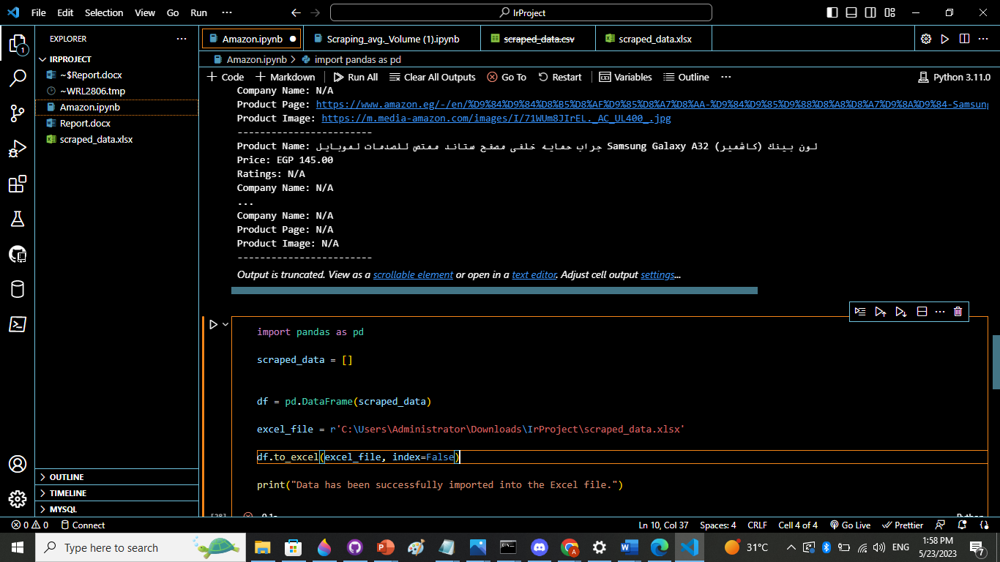 File Edit Selection View Go Run ··· IrProject
EXPLORER ···
IRPROJECT
~$Report.docx
~WRL2806.tmp
Amazon.ipynb
Report.docx
scraped_data.xlsx
OUTLINE
TIMELINE
MYSQL
1
Amazon.ipynb Scraping_avg._Volume (1).ipynb scraped_data.csv scraped_data.xlsx
Amazon.ipynb > import pandas as pd
+ Code + Markdown Run All Clear All Outputs Go To Restart Variables Outline ··· Python 3.11.0
Company Name: N/A
Product Page: https://www.amazon.eg/-/en/%D9%84%D9%84%D8%B5%D8%AF%D9%85%D8%A7%D8%AA-%D9%84%D9%85%D9%88%D8%A8%D8%A7%D9%8A%D9%84-Samsung
Product Image: https://m.media-amazon.com/images/I/71WUm8JIrEL._AC_UL400_.jpg
------------------------
Product Name: جراب حمايه خلفى مصفح ستاند ممتص للصدمات لموبايل Samsung Galaxy A32 لون بينك (كاشمير)
Price: EGP 145.00
Ratings: N/A
Company Name: N/A
...
Company Name: N/A
Product Page: N/A
Product Image: N/A
------------------------
Output is truncated. View as a scrollable element or open in a text editor. Adjust cell output settings...
import pandas as pd
scraped_data = []
df = pd.DataFrame(scraped_data)
excel_file = r'C:\Users\Administrator\Downloads\IrProject\scraped_data.xlsx'
df.to_excel(excel_file, index=False)
print("Data has been successfully imported into the Excel file.")
[28] 0.1s Python
0 0 Connect Ln 10, Col 37 Spaces: 4 CRLF Cell 4 of 4 Go Live Prettier
Type here to search 31°C ENG 1:58 PM
5/23/2023
7